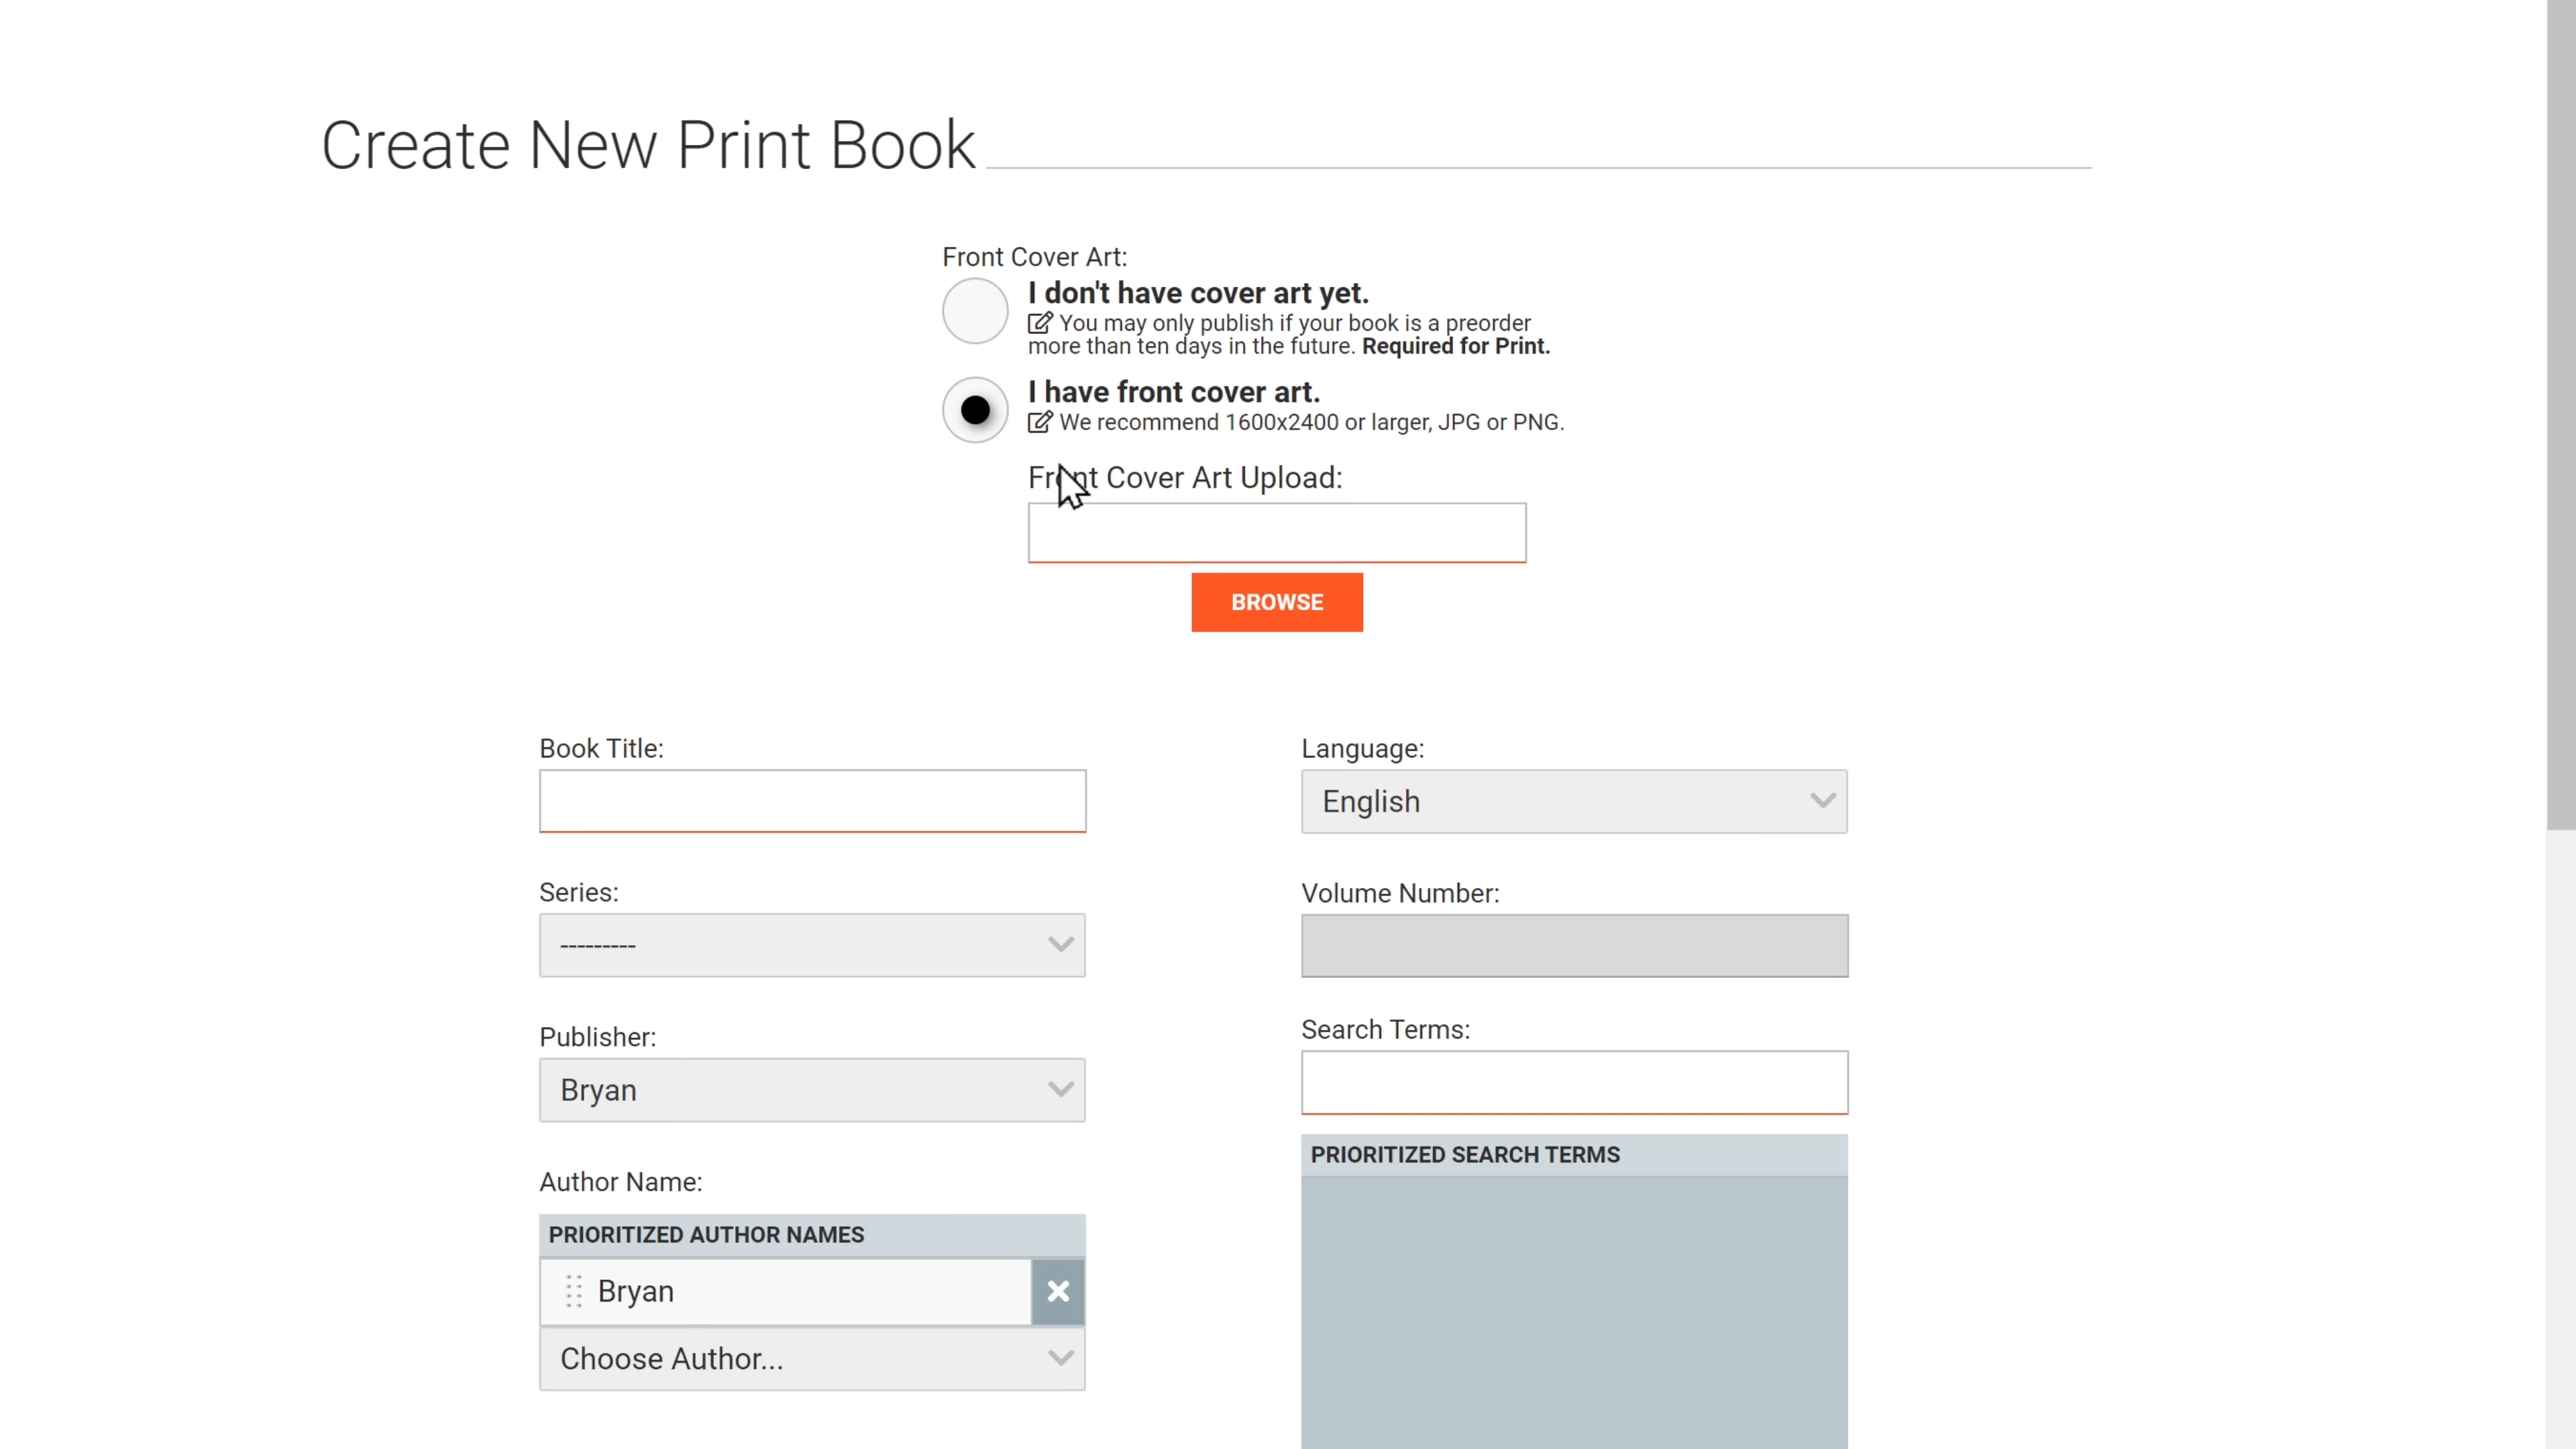 Create New Print Book
Front Cover Art:
I don't have cover art yet.
You may only publish if your book is a preorder
more than ten days in the future. Required for Print.
I have front cover art.
We recommend 1600x2400 or larger, JPG or PNG.
Front Cover Art Upload:
BROWSE
Book Title:
Language:
English
Series:
---------
Volume Number:
Publisher:
Bryan
Search Terms:
PRIORITIZED SEARCH TERMS
Author Name:
PRIORITIZED AUTHOR NAMES
Bryan
Choose Author...